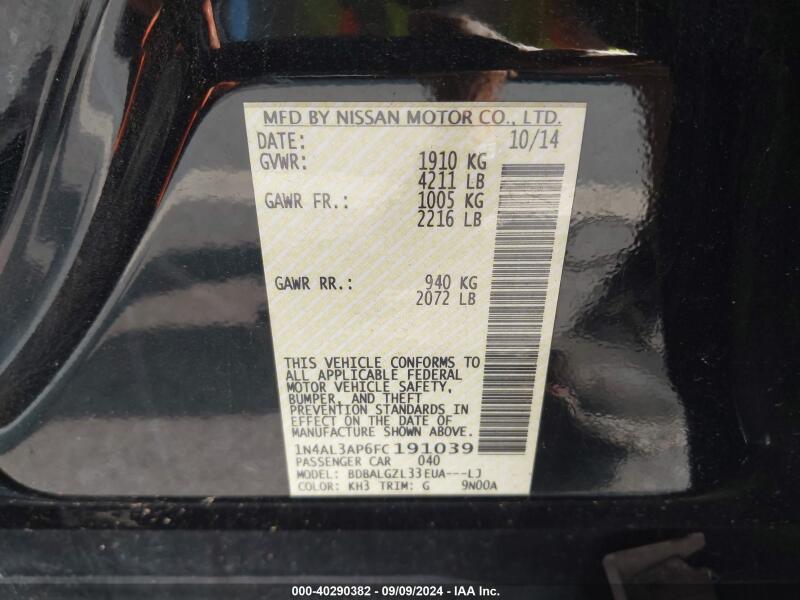 MFD BY NISSAN MOTOR CO., LTD.
DATE: 10/14
GVWR: 1910 KG
4211 LB
GAWR FR.: 1005 KG
2216 LB
GAWR RR.: 940 KG
2072 LB
THIS VEHICLE CONFORMS TO
ALL APPLICABLE FEDERAL
MOTOR VEHICLE SAFETY,
BUMPER, AND THEFT
PREVENTION STANDARDS IN
EFFECT ON THE DATE OF
MANUFACTURE SHOWN ABOVE.
1N4AL3AP6FC191039
PASSENGER CAR 040
MODEL: BDBALGZL33EUA---LJ
COLOR: KH3 TRIM: G 9N00A
000-40290382 - 09/09/2024 - IAA Inc.